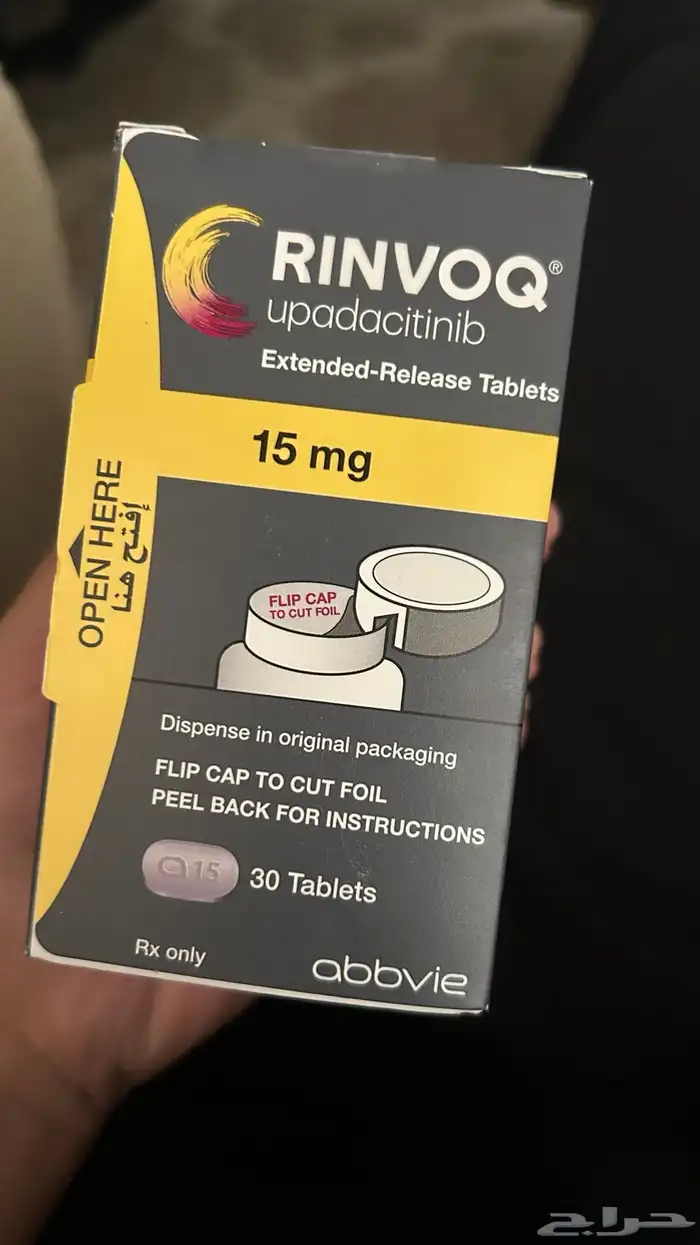 RINVOQ®
upadacitinib
Extended-Release Tablets
15 mg
OPEN HERE
إفتح هنا
FLIP CAP
TO CUT FOIL
Dispense in original packaging
FLIP CAP TO CUT FOIL
PEEL BACK FOR INSTRUCTIONS
a15
30 Tablets
Rx only
abbvie
حراج